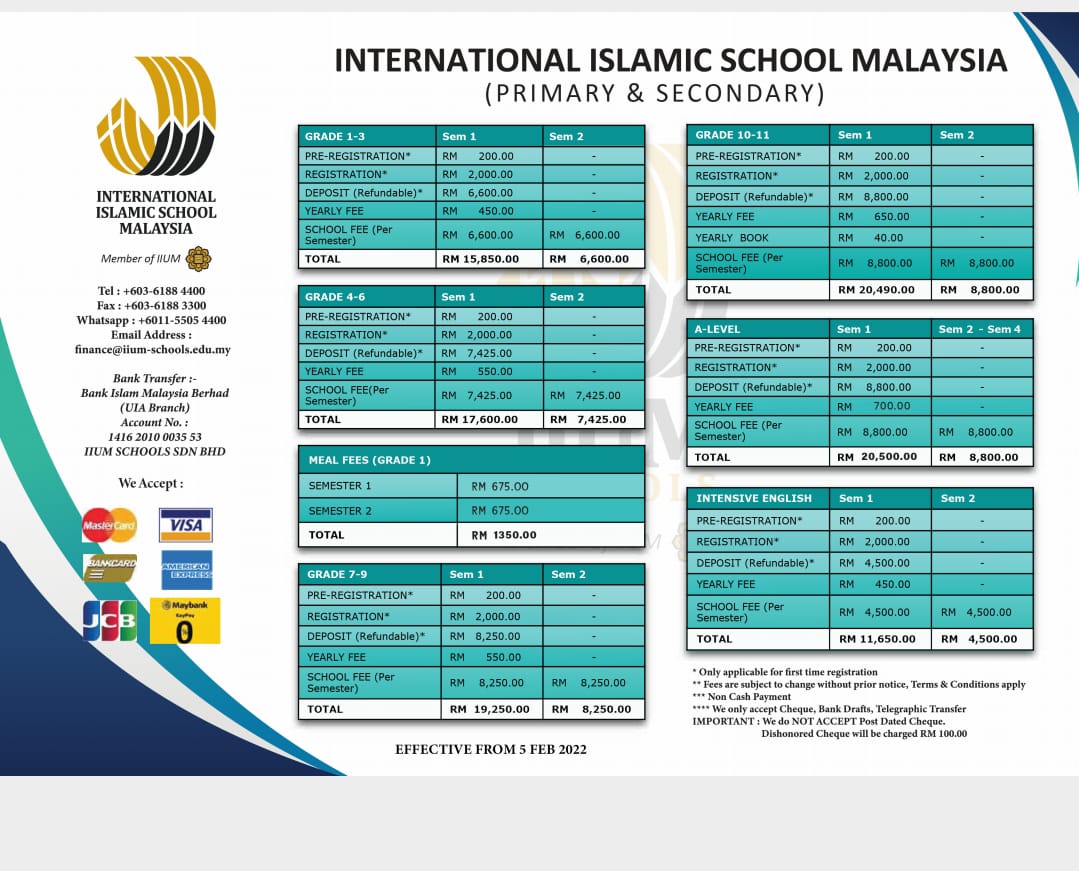 INTERNATIONAL ISLAMIC SCHOOL MALAYSIA
(PRIMARY & SECONDARY)
INTERNATIONAL
ISLAMIC SCHOOL
MALAYSIA
Member of IIUM
Tel : +603-6188 4400
Fax : +603-6188 3300
Whatsapp : +6011-5505 4400
Email Address :
finance@iium-schools.edu.my
Bank Transfer :-
Bank Islam Malaysia Berhad
(UIA Branch)
Account No. :
1416 2010 0035 53
IIUM SCHOOLS SDN BHD
We Accept :
MasterCard
VISA
BANKCARD
AMERICAN EXPRESS
JCB
Maybank
EzyPay
0
GRADE 1-3 Sem 1 Sem 2
PRE-REGISTRATION* RM 200.00 -
REGISTRATION* RM 2,000.00 -
DEPOSIT (Refundable)* RM 6,600.00 -
YEARLY FEE RM 450.00 -
SCHOOL FEE (Per Semester) RM 6,600.00 RM 6,600.00
TOTAL RM 15,850.00 RM 6,600.00
GRADE 4-6 Sem 1 Sem 2
PRE-REGISTRATION* RM 200.00 -
REGISTRATION* RM 2,000.00 -
DEPOSIT (Refundable)* RM 7,425.00 -
YEARLY FEE RM 550.00 -
SCHOOL FEE(Per Semester) RM 7,425.00 RM 7,425.00
TOTAL RM 17,600.00 RM 7,425.00
MEAL FEES (GRADE 1)
SEMESTER 1 RM 675.00
SEMESTER 2 RM 675.00
TOTAL RM 1350.00
GRADE 7-9 Sem 1 Sem 2
PRE-REGISTRATION* RM 200.00 -
REGISTRATION* RM 2,000.00 -
DEPOSIT (Refundable)* RM 8,250.00 -
YEARLY FEE RM 550.00 -
SCHOOL FEE (Per Semester) RM 8,250.00 RM 8,250.00
TOTAL RM 19,250.00 RM 8,250.00
EFFECTIVE FROM 5 FEB 2022
GRADE 10-11 Sem 1 Sem 2
PRE-REGISTRATION* RM 200.00 -
REGISTRATION* RM 2,000.00 -
DEPOSIT (Refundable)* RM 8,800.00 -
YEARLY FEE RM 650.00 -
YEARLY BOOK RM 40.00 -
SCHOOL FEE (Per Semester) RM 8,800.00 RM 8,800.00
TOTAL RM 20,490.00 RM 8,800.00
A-LEVEL Sem 1 Sem 2 - Sem 4
PRE-REGISTRATION* RM 200.00 -
REGISTRATION* RM 2,000.00 -
DEPOSIT (Refundable)* RM 8,800.00 -
YEARLY FEE RM 700.00 -
SCHOOL FEE (Per Semester) RM 8,800.00 RM 8,800.00
TOTAL RM 20,500.00 RM 8,800.00
INTENSIVE ENGLISH Sem 1 Sem 2
PRE-REGISTRATION* RM 200.00 -
REGISTRATION* RM 2,000.00 -
DEPOSIT (Refundable)* RM 4,500.00 -
YEARLY FEE RM 450.00 -
SCHOOL FEE (Per Semester) RM 4,500.00 RM 4,500.00
TOTAL RM 11,650.00 RM 4,500.00
* Only applicable for first time registration
** Fees are subject to change without prior notice, Terms & Conditions apply
*** Non Cash Payment
**** We only accept Cheque, Bank Drafts, Telegraphic Transfer
IMPORTANT : We do NOT ACCEPT Post Dated Cheque.
Dishonored Cheque will be charged RM 100.00